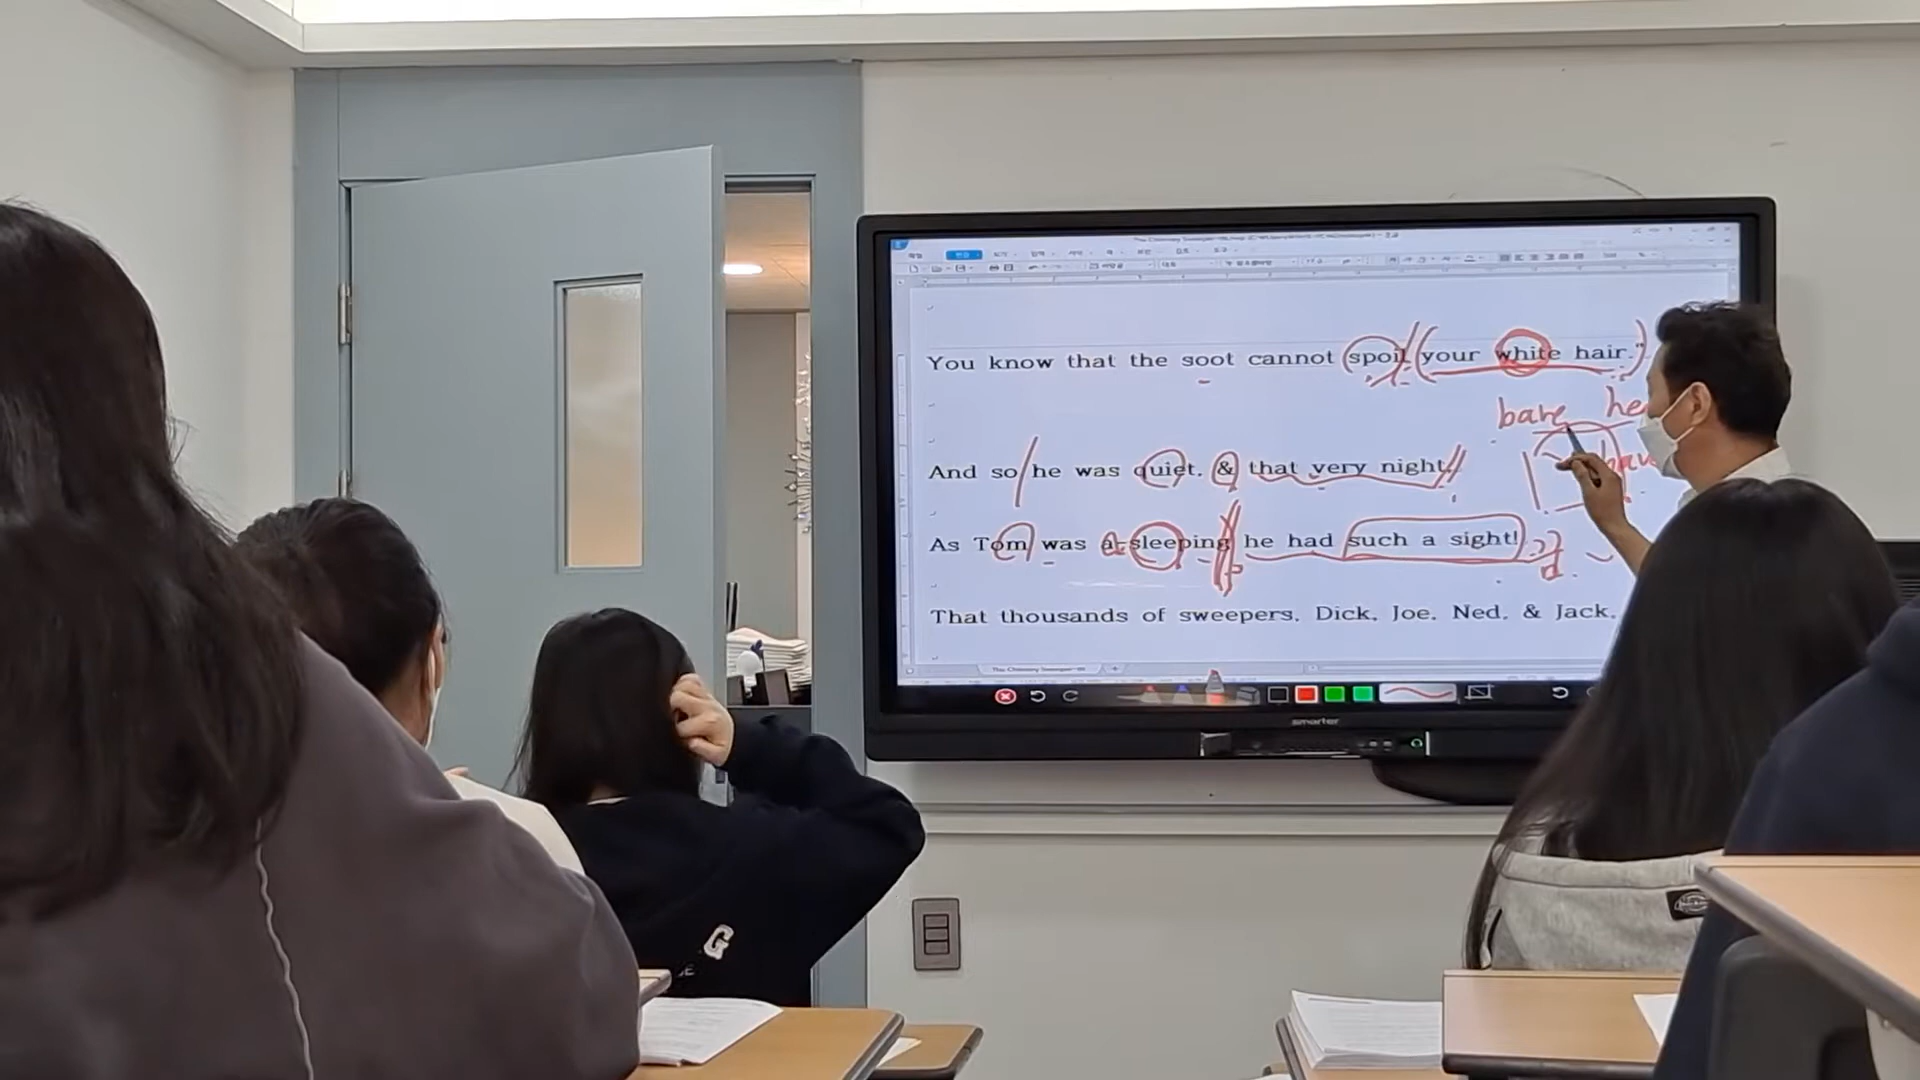 You know that the soot cannot spoil your white hair."
bare he
And so he was quiet. & that very night,
As Tom was a-sleeping he had such a sight!
That thousands of sweepers, Dick, Joe, Ned, & Jack,
smarter
G